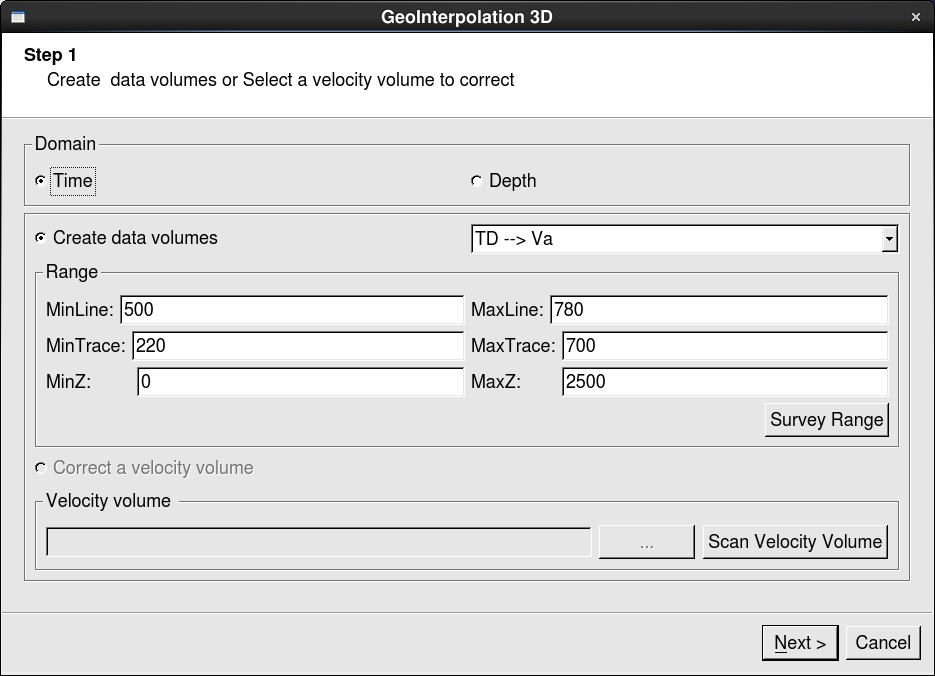 GeoInterpolation 3D
Step 1
Create  data volumes or Select a velocity volume to correct
Domain
Time
Depth
Create data volumes
TD --> Va
Range
MinLine: 500
MaxLine: 780
MinTrace: 220
MaxTrace: 700
MinZ: 0
MaxZ: 2500
Survey Range
Correct a velocity volume
Velocity volume
...
Scan Velocity Volume
Next >
Cancel